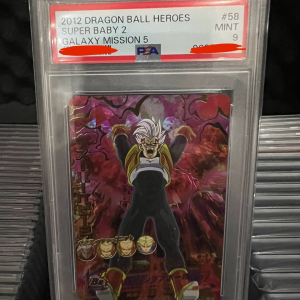 2012 DRAGON BALL HEROES #58
SUPER BABY 2 MINT
GALAXY MISSION 5 9
PSA